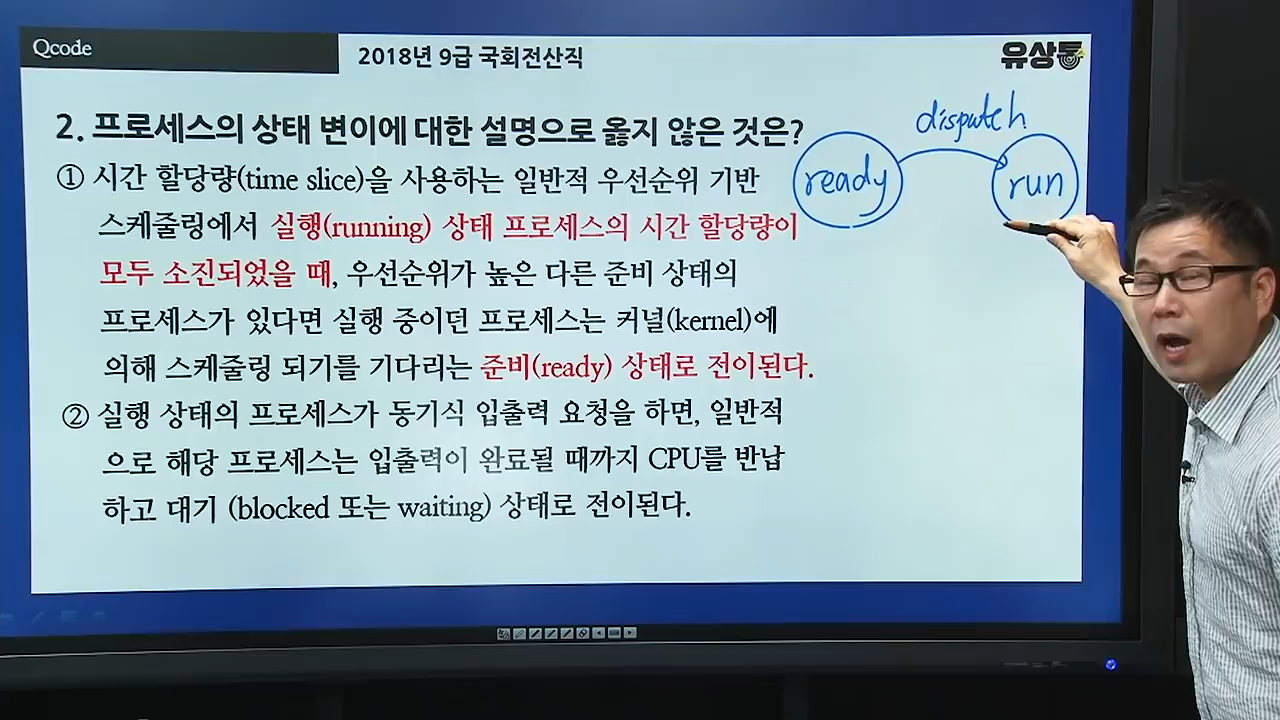 Qcode
2018년 9급 국회전산직
유상통
2. 프로세스의 상태 변이에 대한 설명으로 옳지 않은 것은?
① 시간 할당량(time slice)을 사용하는 일반적 우선순위 기반
스케줄링에서 실행(running) 상태 프로세스의 시간 할당량이
모두 소진되었을 때, 우선순위가 높은 다른 준비 상태의
프로세스가 있다면 실행 중이던 프로세스는 커널(kernel)에
의해 스케줄링 되기를 기다리는 준비(ready) 상태로 전이된다.
② 실행 상태의 프로세스가 동기식 입출력 요청을 하면, 일반적
으로 해당 프로세스는 입출력이 완료될 때까지 CPU를 반납
하고 대기 (blocked 또는 waiting) 상태로 전이된다.
dispatch
ready
run